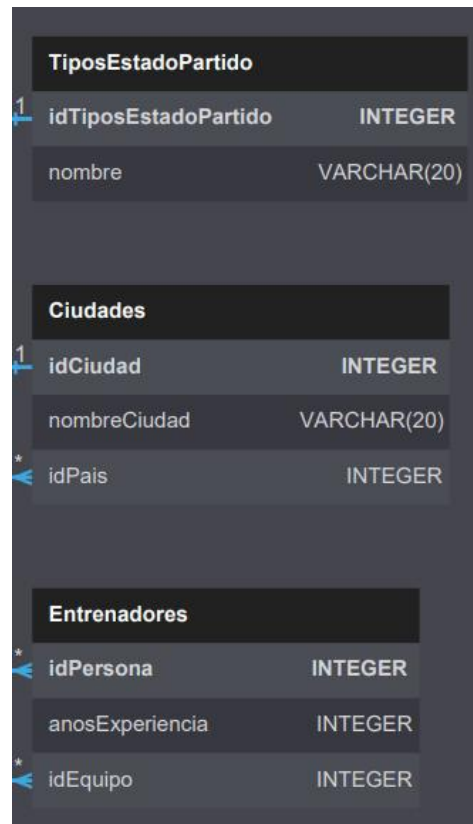 TiposEstadoPartido
1 idTiposEstadoPartido INTEGER
nombre VARCHAR(20)
Ciudades
1 idCiudad INTEGER
nombreCiudad VARCHAR(20)
* idPais INTEGER
Entrenadores
* idPersona INTEGER
anosExperiencia INTEGER
* idEquipo INTEGER